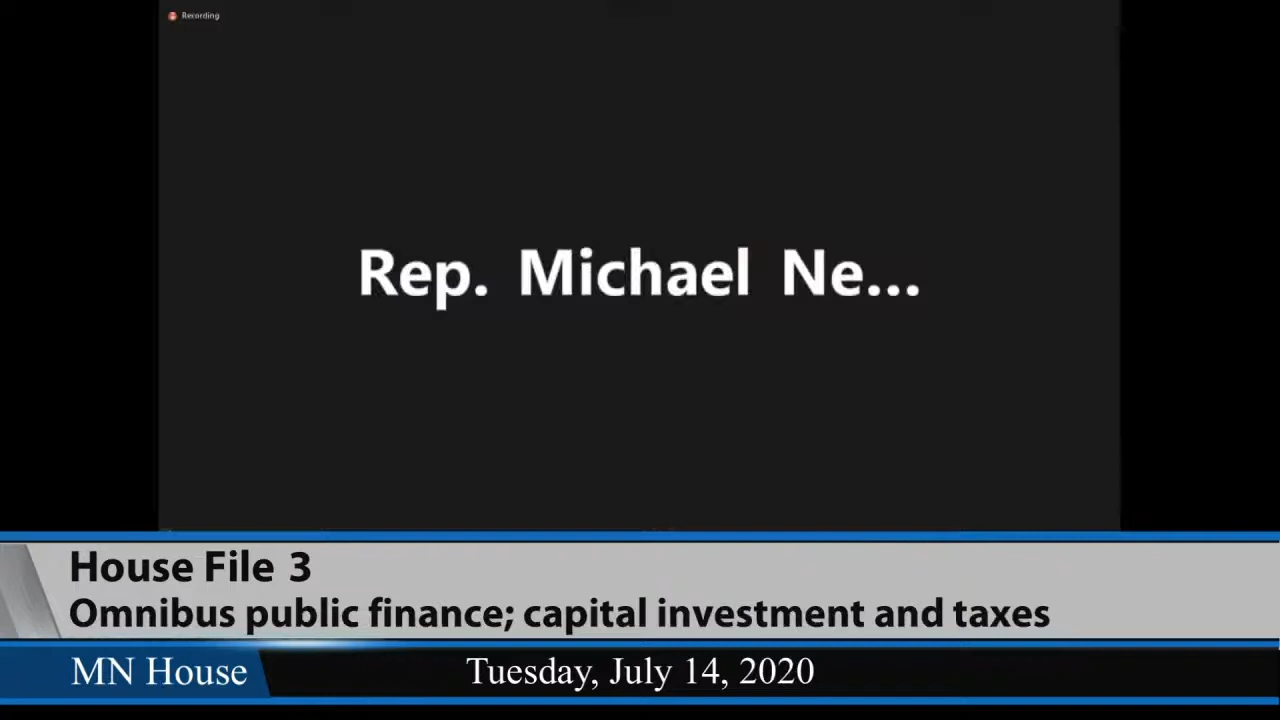 Recording
Rep. Michael Ne...
House File 3
Omnibus public finance; capital investment and taxes
MN House
Tuesday, July 14, 2020